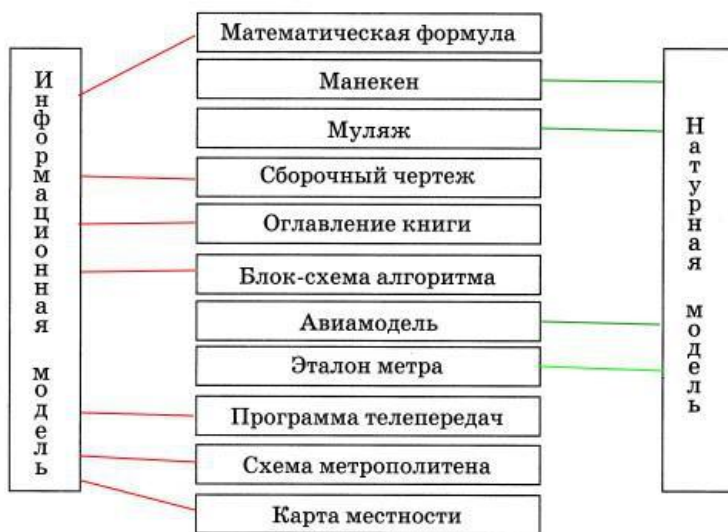 Информационная модель
Математическая формула
Манекен
Муляж
Сборочный чертеж
Оглавление книги
Блок-схема алгоритма
Авиамодель
Эталон метра
Программа телепередач
Схема метрополитена
Карта местности
Натурная модель